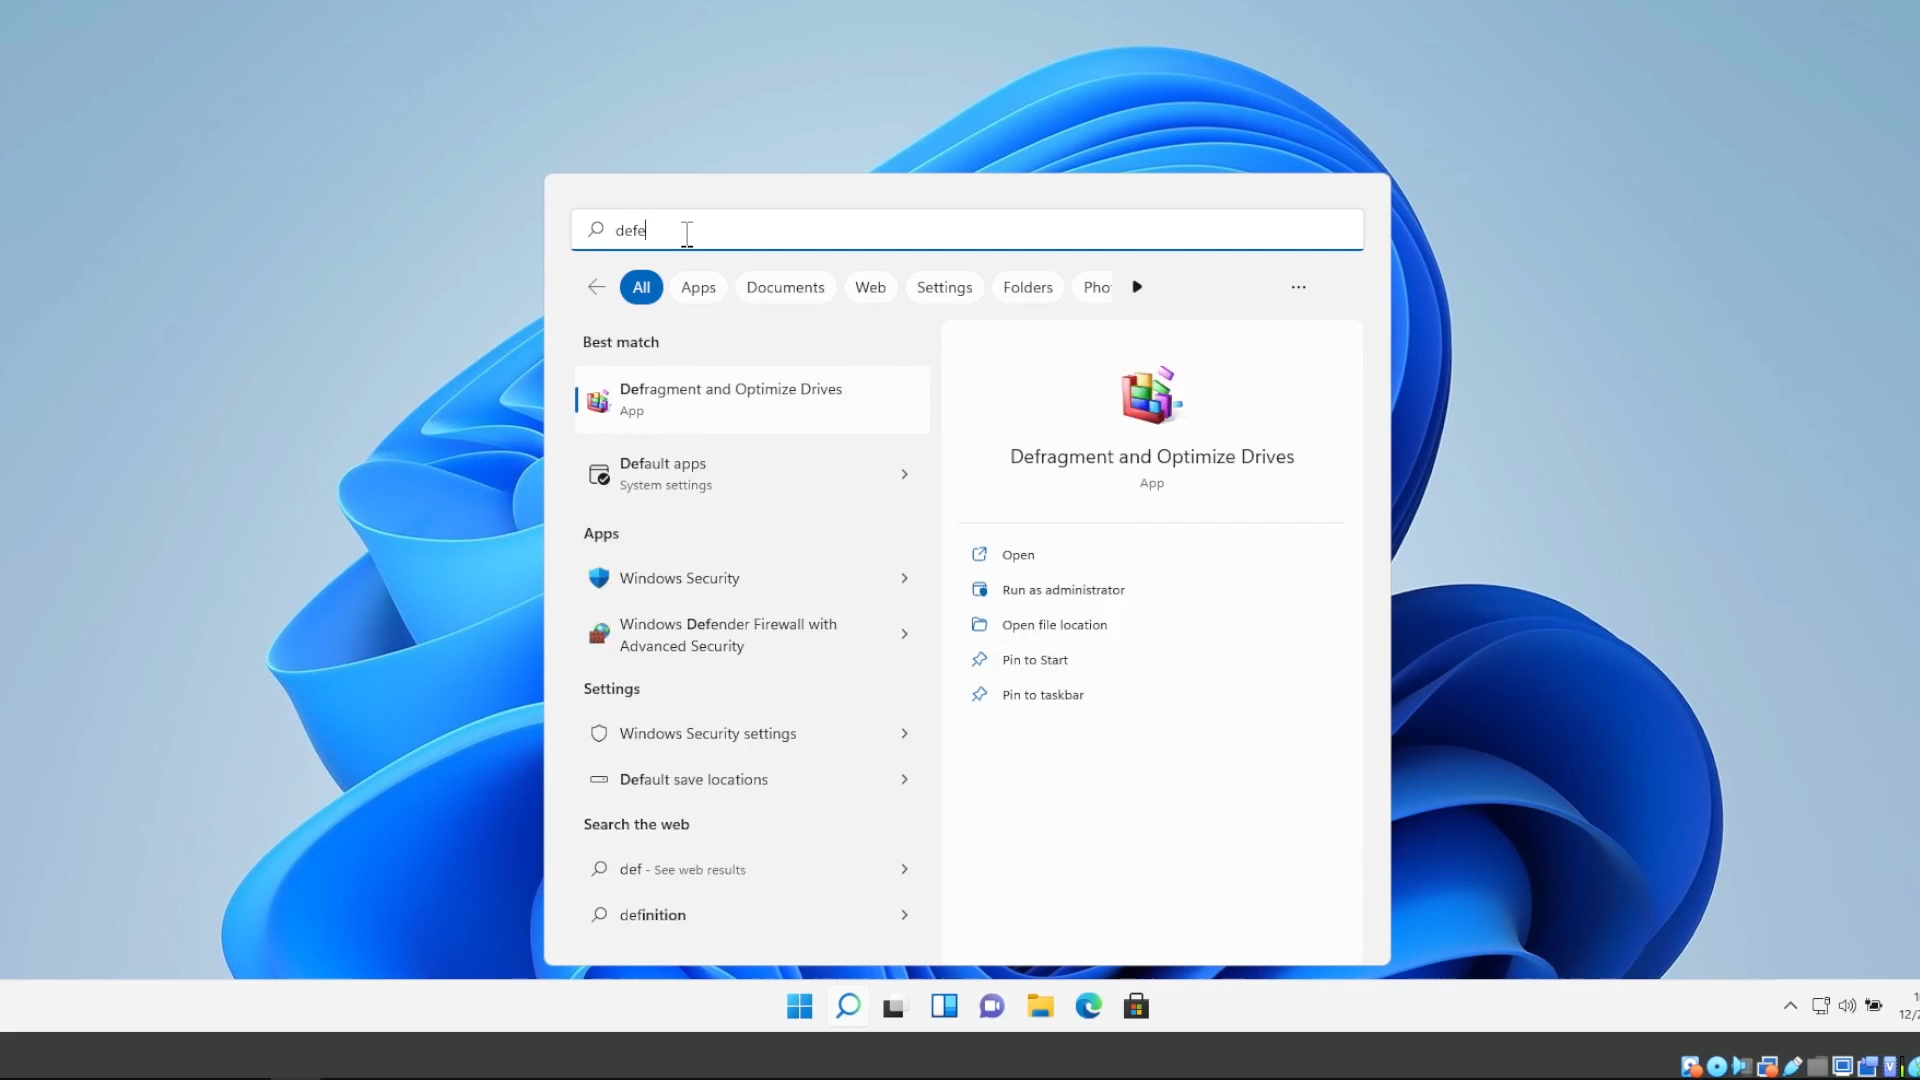 defe
All
Apps
Documents
Web
Settings
Folders
Pho
Best match
Defragment and Optimize Drives
App
Default apps
System settings
Apps
Windows Security
Windows Defender Firewall with
Advanced Security
Settings
Windows Security settings
Default save locations
Search the web
def - See web results
definition
Defragment and Optimize Drives
App
Open
Run as administrator
Open file location
Pin to Start
Pin to taskbar
12/2